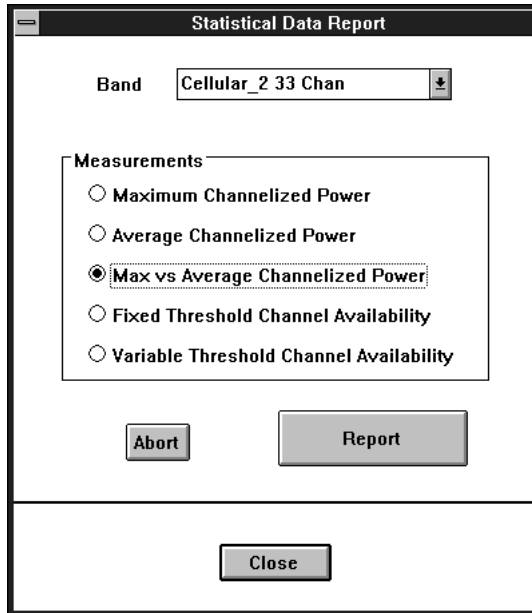 Statistical Data Report
Band Cellular_2 33 Chan
Measurements
Maximum Channelized Power
Average Channelized Power
Max vs Average Channelized Power
Fixed Threshold Channel Availability
Variable Threshold Channel Availability
Abort Report
Close